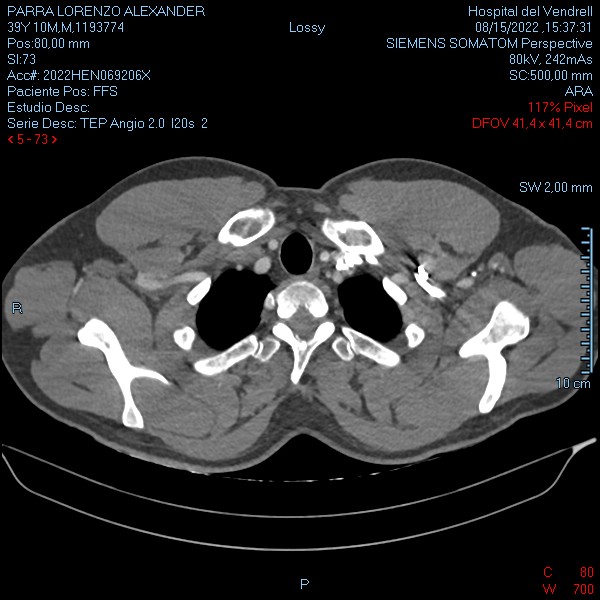 PARRA LORENZO ALEXANDER
39Y 10M,M,1193774
Pos:80,00 mm
SI:73
Acc#: 2022HEN069206X
Paciente Pos: FFS
Estudio Desc:
Serie Desc: TEP Angio 2.0 I20s 2
< 5 - 73 >
Lossy
Hospital del Vendrell
08/15/2022 ,15:37:31
SIEMENS SOMATOM Perspective
80kV, 242mAs
SC:500,00 mm
ARA
117% Pixel
DFOV 41,4 x 41,4 cm
SW 2,00 mm
R
10 cm
P
C 80
W 700